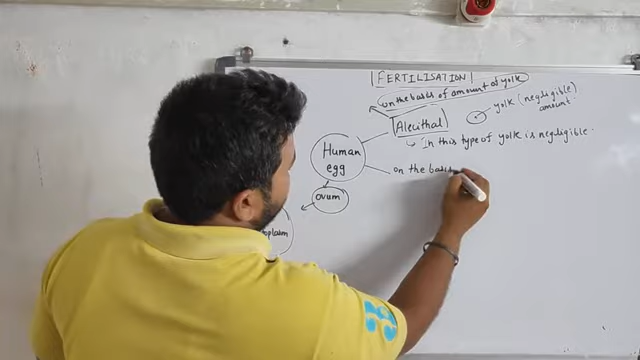 FERTILISATION
on the basis of amount of yolk
yolk (negligible)
amount.
Alecithal
In this type of yolk is negligible.
Human
egg
on the basis
ovum